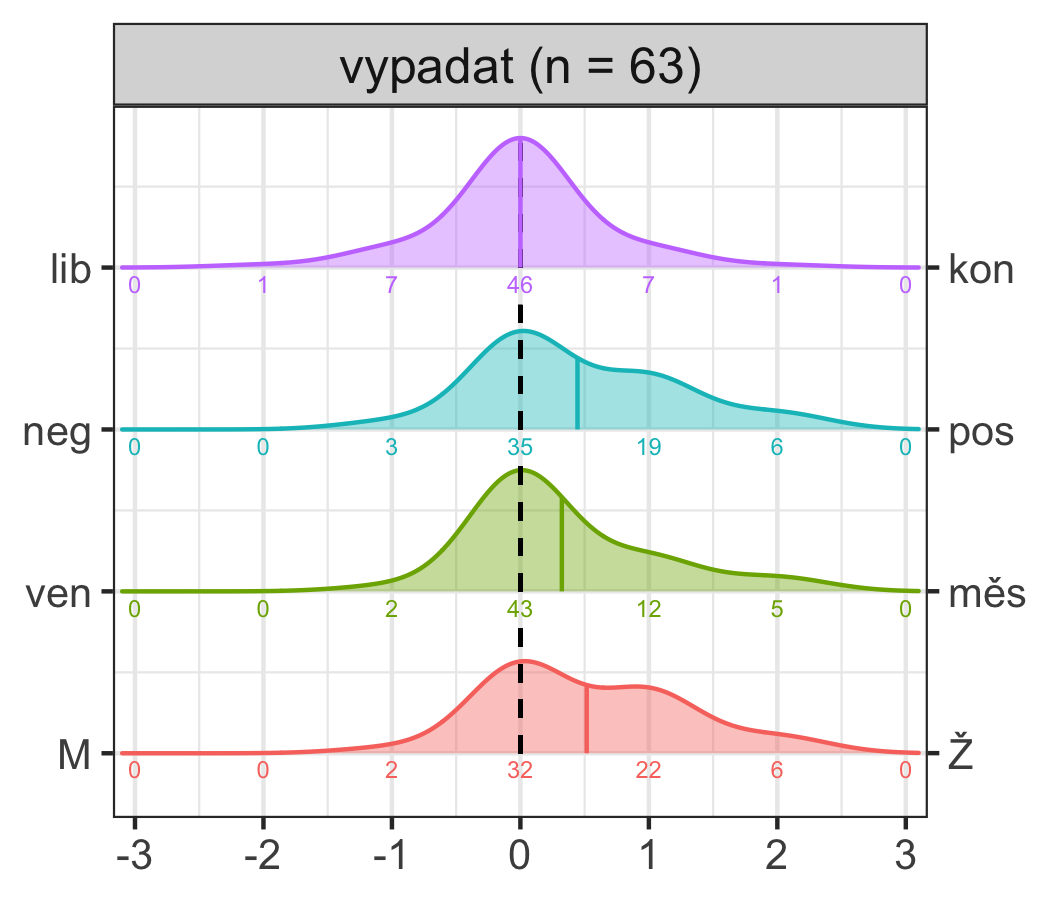 vypadat (n = 63)
lib kon
0 1 7 46 7 1 0
neg pos
0 0 3 35 19 6 0
ven měs
0 0 2 43 12 5 0
M Ž
0 0 2 32 22 6 0
-3 -2 -1 0 1 2 3